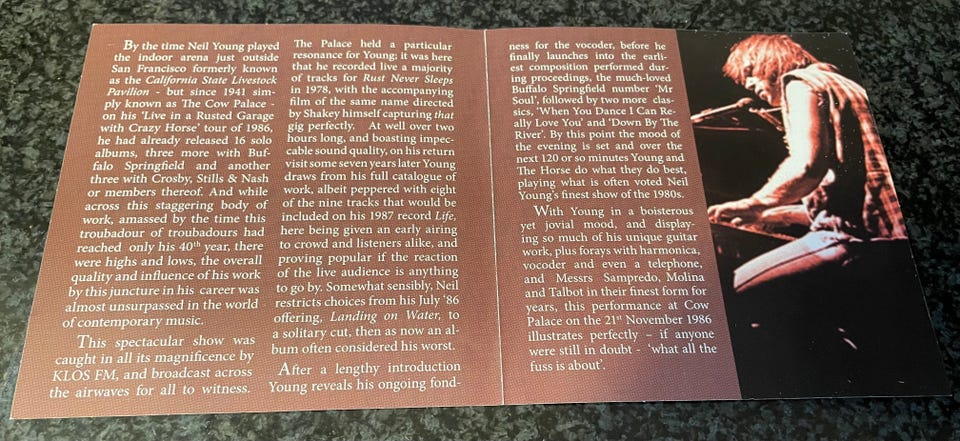 By the time Neil Young played
the indoor arena just outside
San Francisco formerly known
as the California State Livestock
Pavilion - but since 1941 sim-
ply known as The Cow Palace -
on his 'Live in a Rusted Garage
with Crazy Horse' tour of 1986,
he had already released 16 solo
albums, three more with Buf-
falo Springfield and another
three with Crosby, Stills & Nash
or members thereof. And while
across this staggering body of
work, amassed by the time this
troubadour of troubadours had
reached only his 40th year, there
were highs and lows, the overall
quality and influence of his work
by this juncture in his career was
almost unsurpassed in the world
of contemporary music.
This spectacular show was
caught in all its magnificence by
KLOS FM, and broadcast across
the airwaves for all to witness.
The Palace held a particular
resonance for Young; it was here
that he recorded live a majority
of tracks for Rust Never Sleeps
in 1978, with the accompanying
film of the same name directed
by Shakey himself capturing that
gig perfectly. At well over two
hours long, and boasting impec-
cable sound quality, on his return
visit some seven years later Young
draws from his full catalogue of
work, albeit peppered with eight
of the nine tracks that would be
included on his 1987 record Life,
here being given an early airing
to crowd and listeners alike, and
proving popular if the reaction
of the live audience is anything
to go by. Somewhat sensibly, Neil
restricts choices from his July '86
offering, Landing on Water, to
a solitary cut, then as now an al-
bum often considered his worst.
After a lengthy introduction
Young reveals his ongoing fond-
ness for the vocoder, before he
finally launches into the earli-
est composition performed dur-
ing proceedings, the much-loved
Buffalo Springfield number 'Mr
Soul', followed by two more clas-
sics, 'When You Dance I Can Re-
ally Love You' and 'Down By The
River'. By this point the mood of
the evening is set and over the
next 120 or so minutes Young and
The Horse do what they do best,
playing what is often voted Neil
Young's finest show of the 1980s.
With Young in a boisterous
yet jovial mood, and display-
ing so much of his unique guitar
work, plus forays with harmonica,
vocoder and even a telephone,
and Messrs Sampredo, Molina
and Talbot in their finest form for
years, this performance at Cow
Palace on the 21st November 1986
illustrates perfectly – if anyone
were still in doubt - 'what all the
fuss is about'.